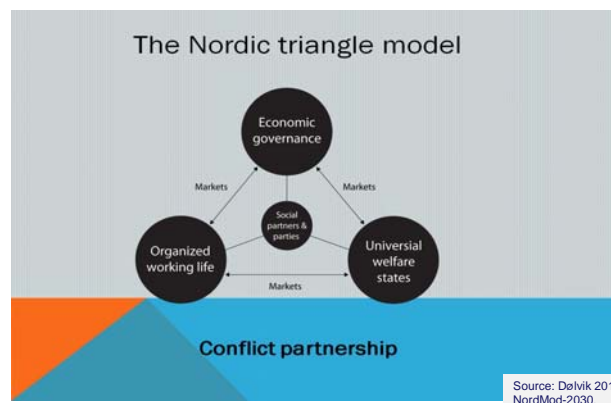 The Nordic triangle model
Economic
governance
Markets
Markets
Social
partners &
parties
Organized
working life
Universial
welfare
states
Markets
Conflict partnership
Source: Dølvik
NordMod-2030